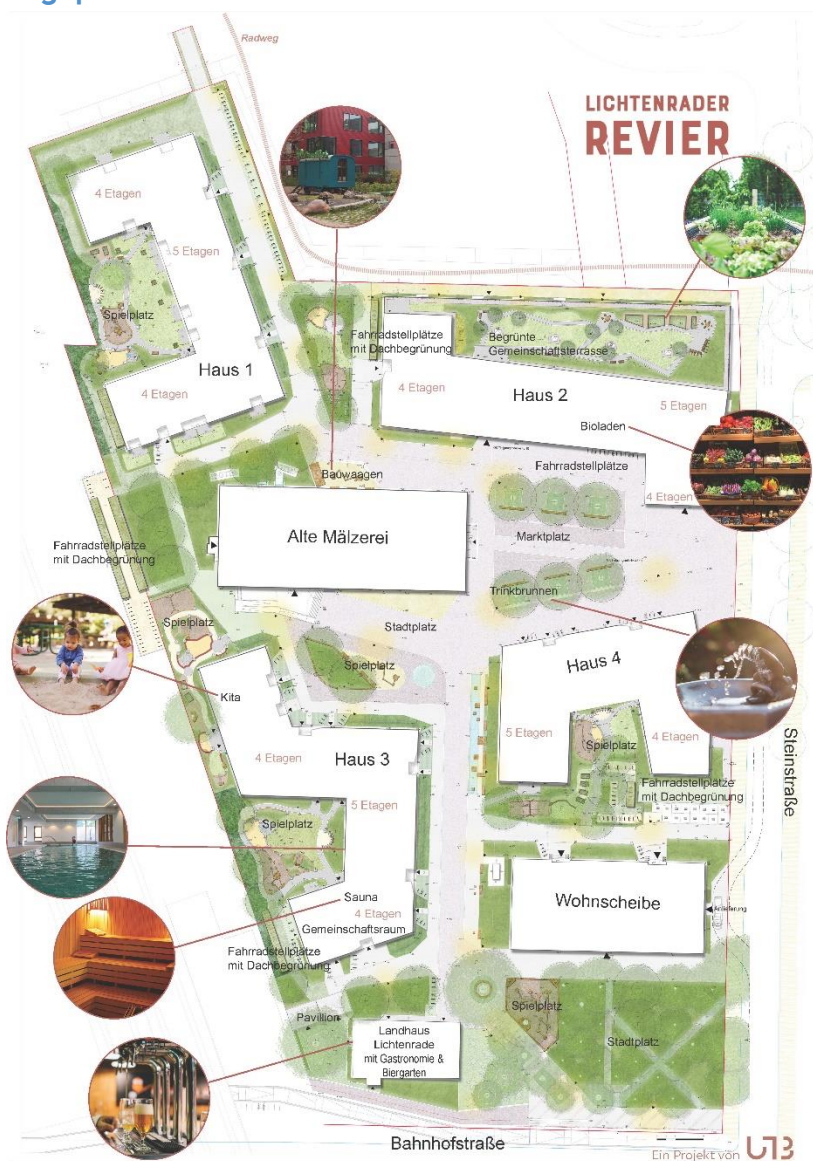 Radweg
LICHTENRADER
REVIER
4 Etagen
5 Etagen
Spielplatz
4 Etagen
Haus 1
Fahrradstellplätze
mit Dachbegrünung
Begrünte
Gemeinschaftsterrasse
4 Etagen
Haus 2
5 Etagen
Bioladen
4 Etagen
Bauwaagen
Fahrradstellplätze
Alte Mälzerei
Marktplatz
Fahrradstellplätze
mit Dachbegrünung
Trinkbrunnen
Spielplatz
Stadtplatz
Spielplatz
Kita
Haus 4
5 Etagen
4 Etagen
Spielplatz
Fahrradstellplätze
mit Dachbegrünung
Steinstraße
4 Etagen
Haus 3
5 Etagen
Spielplatz
Sauna
4 Etagen
Gemeinschaftsraum
Fahrradstellplätze
mit Dachbegrünung
Wohnscheibe
Anlieferung
Pavillion
Landhaus
Lichtenrade
mit Gastronomie &
Biergarten
Spielplatz
Stadtplatz
Bahnhofstraße
Ein Projekt von UTB